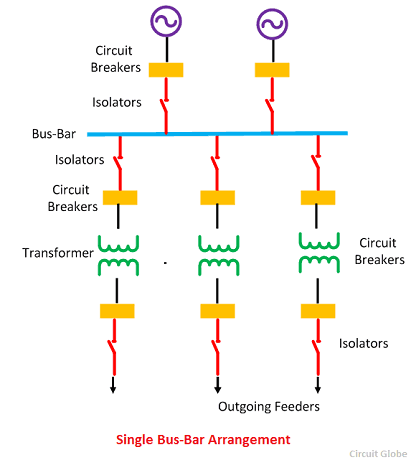 Circuit
Breakers
Isolators
Bus-Bar
Isolators
Circuit
Breakers
Transformer
Circuit
Breakers
Isolators
Outgoing Feeders
Single Bus-Bar Arrangement
Circuit Globe